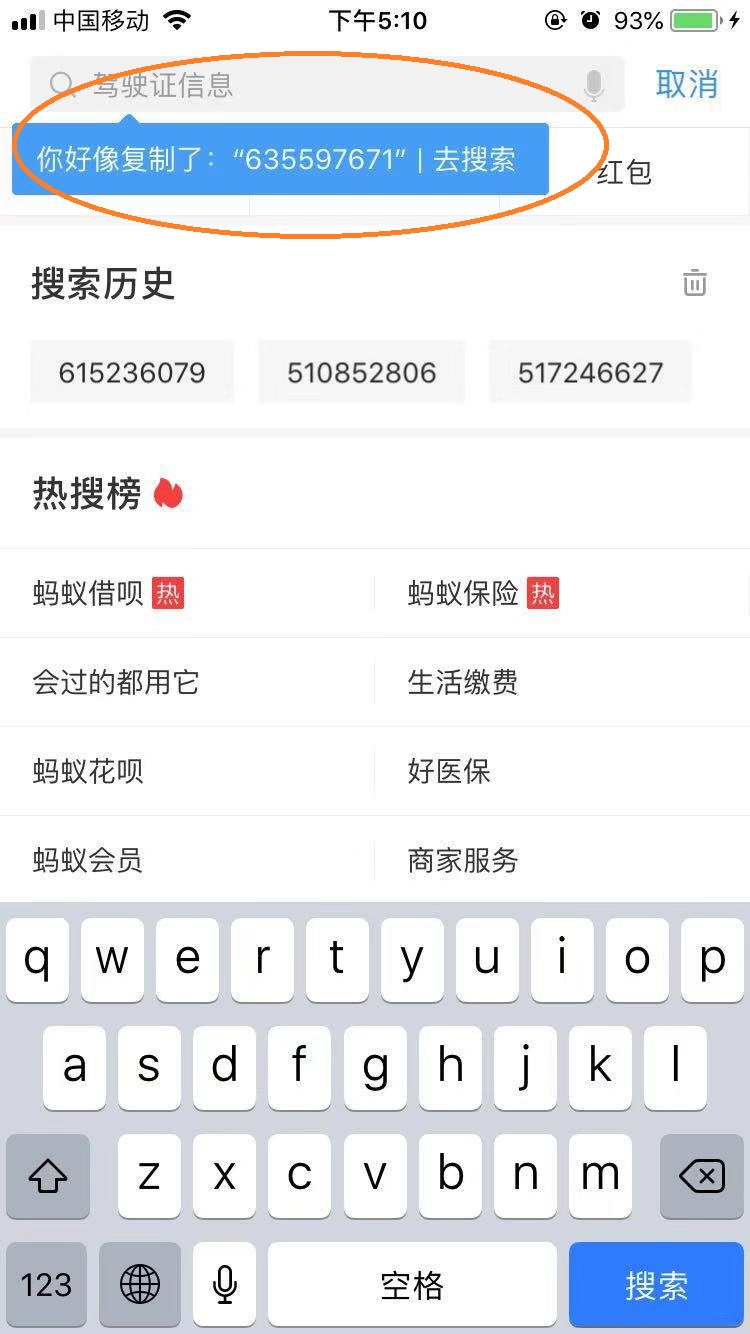 中国移动 下午5:10 93%
驾驶证信息 取消
你好像复制了：“635597671” | 去搜索
红包
搜索历史
615236079 510852806 517246627
热搜榜
蚂蚁借呗 热 蚂蚁保险 热
会过的都用它 生活缴费
蚂蚁花呗 好医保
蚂蚁会员 商家服务
q w e r t y u i o p
a s d f g h j k l
z x c v b n m
123 空格 搜索